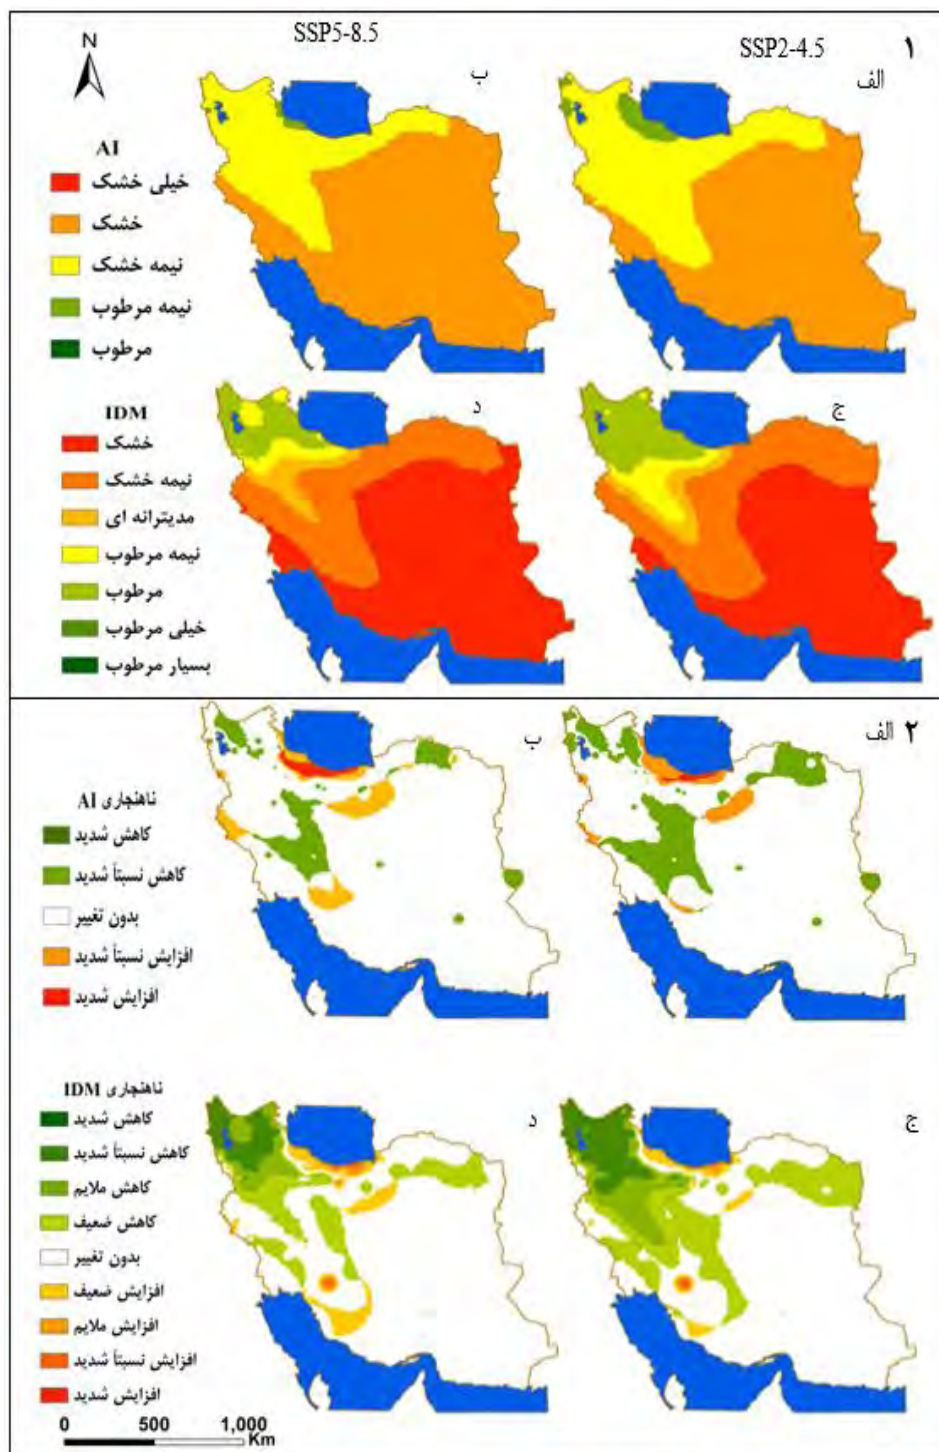 ۱
SSP2-4.5
SSP5-8.5
N
الف
ب
AI
خیلی خشک
خشک
نیمه خشک
نیمه مرطوب
مرطوب
ج
د
IDM
خشک
نیمه خشک
مدیترانه ای
نیمه مرطوب
مرطوب
خیلی مرطوب
بسیار مرطوب
۲
الف
ب
ناهنجاری AI
کاهش شدید
کاهش نسبتاً شدید
بدون تغییر
افزایش نسبتاً شدید
افزایش شدید
ج
د
ناهنجاری IDM
کاهش شدید
کاهش نسبتاً شدید
کاهش ملایم
کاهش ضعیف
بدون تغییر
افزایش ضعیف
افزایش ملایم
افزایش نسبتاً شدید
افزایش شدید
0 500 1,000
Km